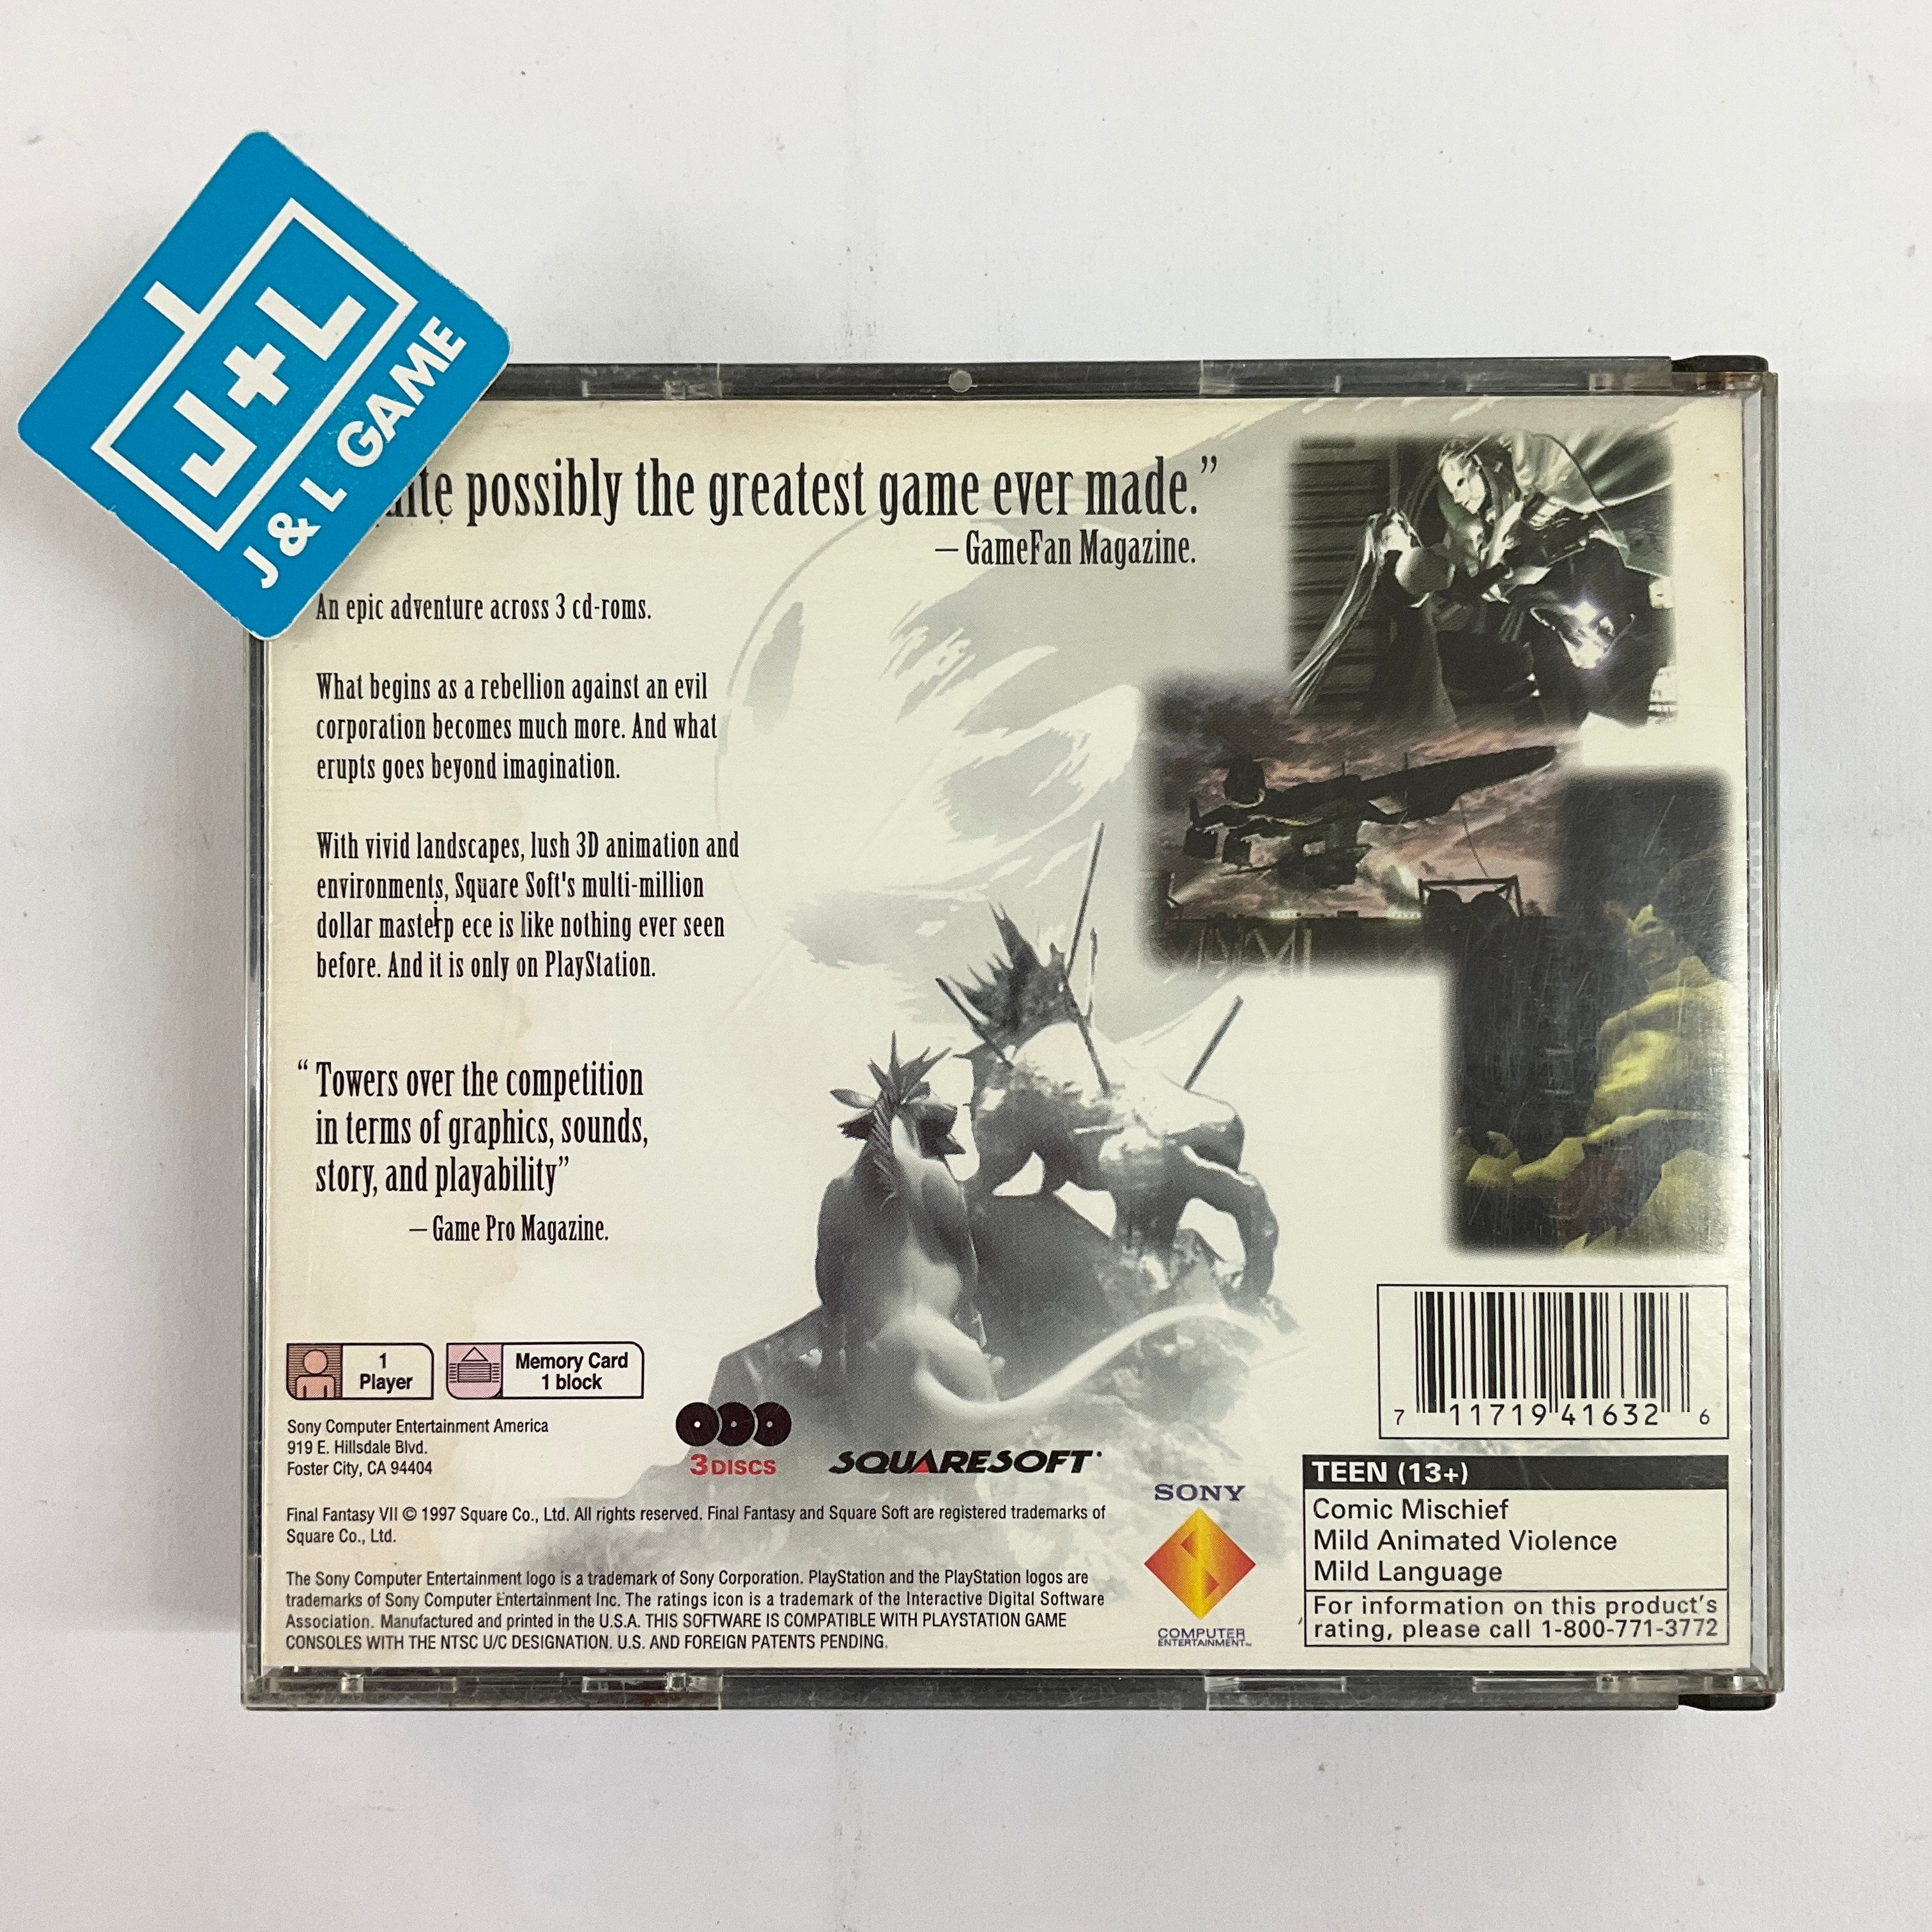 J+L
J&L GAME
possibly the greatest game ever made.”
– GameFan Magazine.
An epic adventure across 3 cd-roms.
What begins as a rebellion against an evil
corporation becomes much more. And what
erupts goes beyond imagination.
With vivid landscapes, lush 3D animation and
environments, Square Soft's multi-million
dollar masterp ece is like nothing ever seen
before. And it is only on PlayStation.
“Towers over the competition
in terms of graphics, sounds,
story, and playability”
– Game Pro Magazine.
1
Player
Memory Card
1 block
Sony Computer Entertainment America
919 E. Hillsdale Blvd.
Foster City, CA 94404
3 DISCS
SQUARESOFT
Final Fantasy VII © 1997 Square Co., Ltd. All rights reserved. Final Fantasy and Square Soft are registered trademarks of
Square Co., Ltd.
The Sony Computer Entertainment logo is a trademark of Sony Corporation. PlayStation and the PlayStation logos are
trademarks of Sony Computer Entertainment Inc. The ratings icon is a trademark of the Interactive Digital Software
Association. Manufactured and printed in the U.S.A. THIS SOFTWARE IS COMPATIBLE WITH PLAYSTATION GAME
CONSOLES WITH THE NTSC U/C DESIGNATION. U.S. AND FOREIGN PATENTS PENDING.
SONY
COMPUTER
ENTERTAINMENT
7 11719 41632 6
TEEN (13+)
Comic Mischief
Mild Animated Violence
Mild Language
For information on this product's
rating, please call 1-800-771-3772